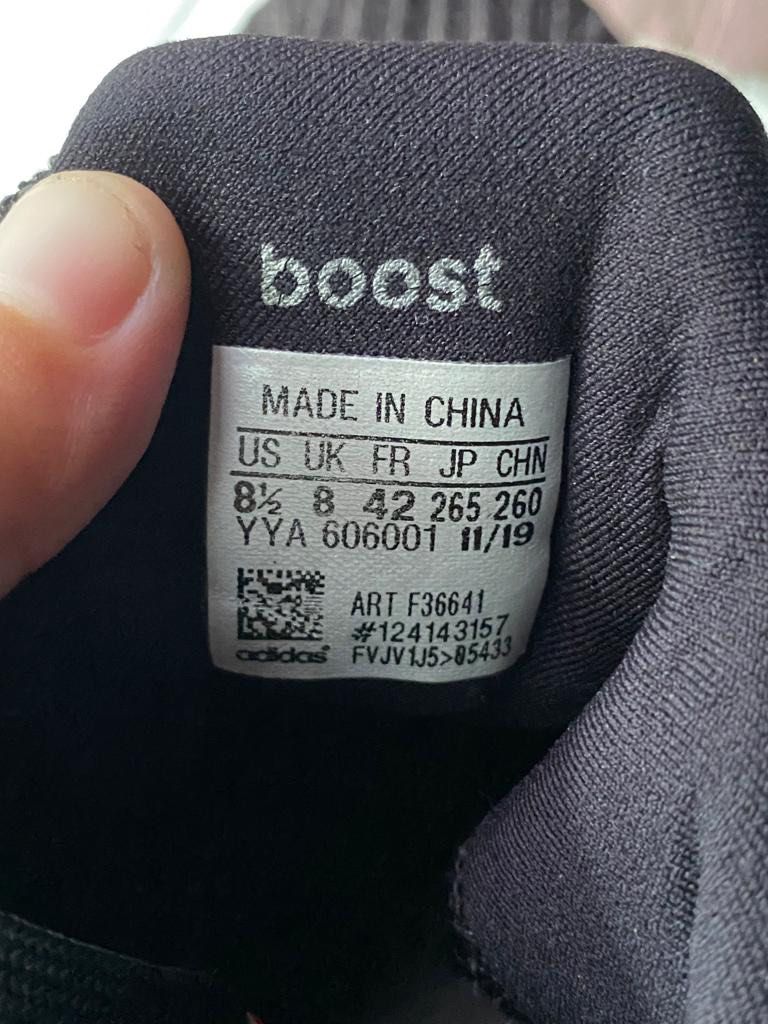 boost
MADE IN CHINA
US UK FR JP CHN
8½ 8 42 265 260
YYA 606001 11/19
ART F36641
#124143157
adidas FVJV1J5>05433